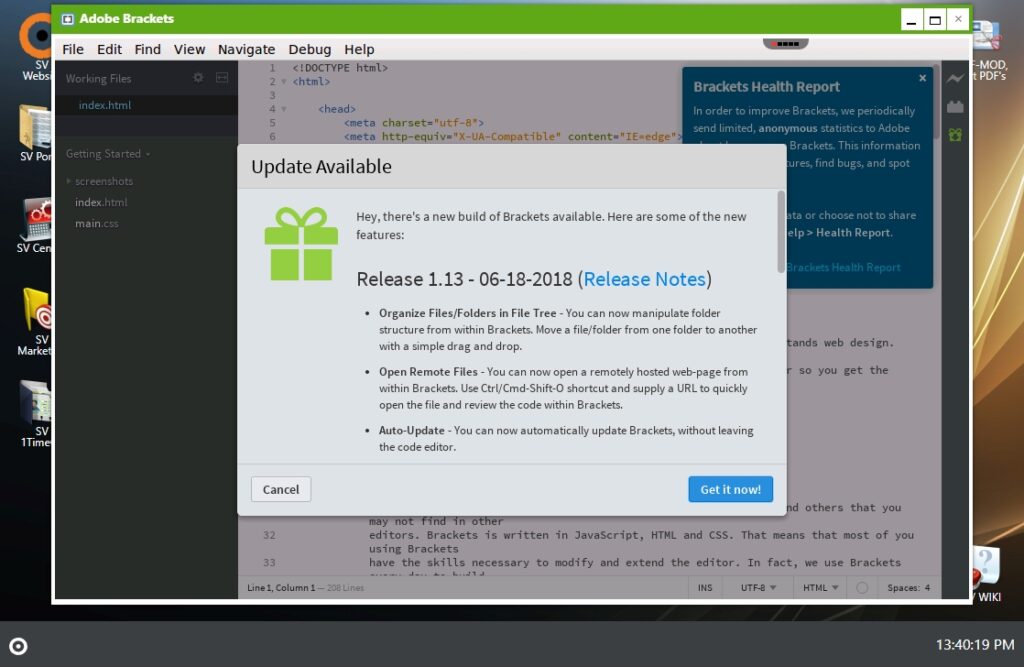 Adobe Brackets
File Edit Find View Navigate Debug Help
SV
Websi
SV Por
SV Cen
SV
Market
SV
1Time
F-MOD,
t PDF's
WIKI
Working Files
index.html
Getting Started
screenshots
index.html
main.css
1 <!DOCTYPE html>
2 <html>
3
4 <head>
5 <meta charset="utf-8">
6 <meta http-equiv="X-UA-Compatible" content="IE=edge">
Brackets Health Report
In order to improve Brackets, we periodically
send limited, anonymous statistics to Adobe
Brackets. This information
tures, find bugs, and spot
ata or choose not to share
elp > Health Report.
Brackets Health Report
Update Available
Hey, there's a new build of Brackets available. Here are some of the new
features:
Release 1.13 - 06-18-2018 (Release Notes)
• Organize Files/Folders in File Tree - You can now manipulate folder
structure from within Brackets. Move a file/folder from one folder to another
with a simple drag and drop.
• Open Remote Files - You can now open a remotely hosted web-page from
within Brackets. Use Ctrl/Cmd-Shift-O shortcut and supply a URL to quickly
open the file and review the code within Brackets.
• Auto-Update - You can now automatically update Brackets, without leaving
the code editor.
Cancel
Get it now!
tands web design.
r so you get the
nd others that you
may not find in other
32 editors. Brackets is written in JavaScript, HTML and CSS. That means that most of you
using Brackets
33 have the skills necessary to modify and extend the editor. In fact, we use Brackets
every day to build
Line 1, Column 1 — 208 Lines
INS UTF-8 HTML Spaces: 4
13:40:19 PM